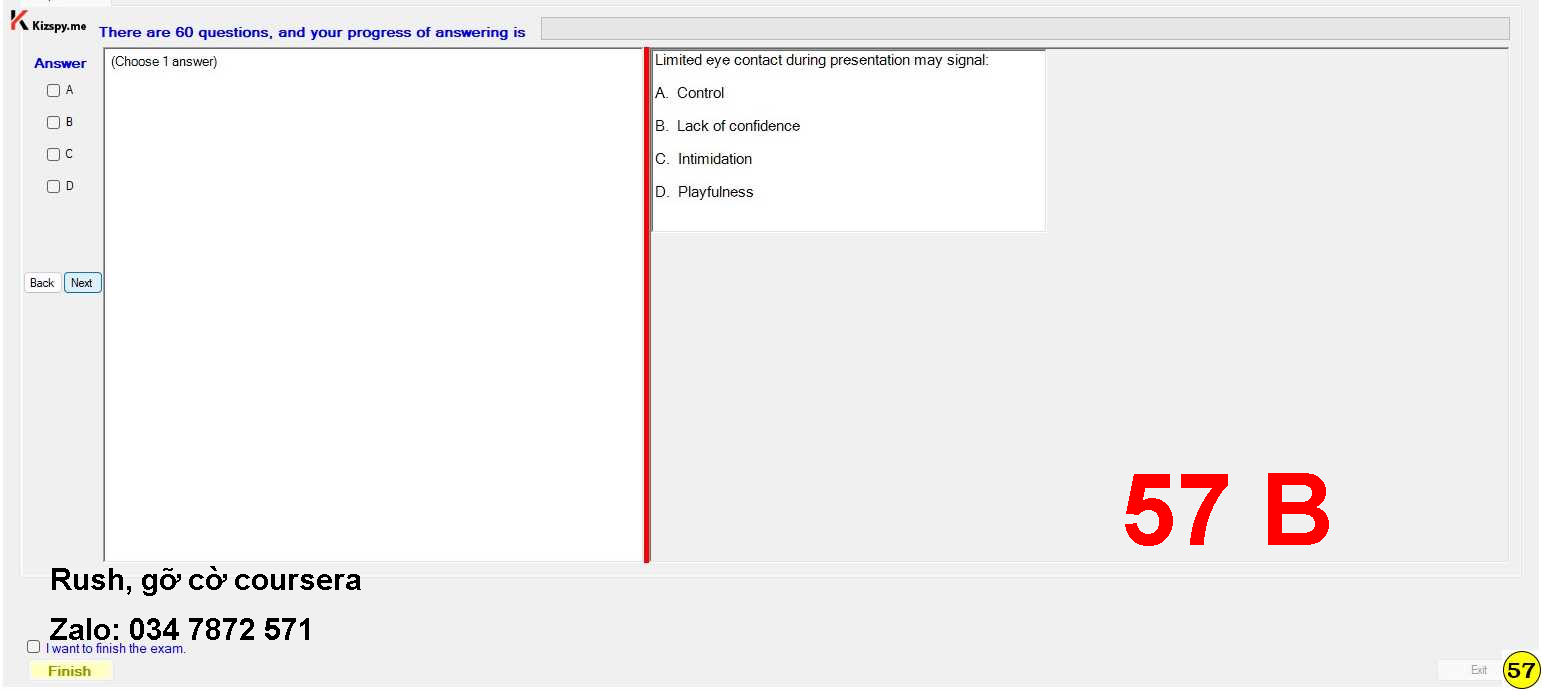 Kizspy.me
There are 60 questions, and your progress of answering is
Answer
A
B
C
D
Back Next
(Choose 1 answer)
Limited eye contact during presentation may signal:
A. Control
B. Lack of confidence
C. Intimidation
D. Playfulness
57 B
Rush, gỡ cờ coursera
Zalo: 034 7872 571
I want to finish the exam.
Finish
Exit
57